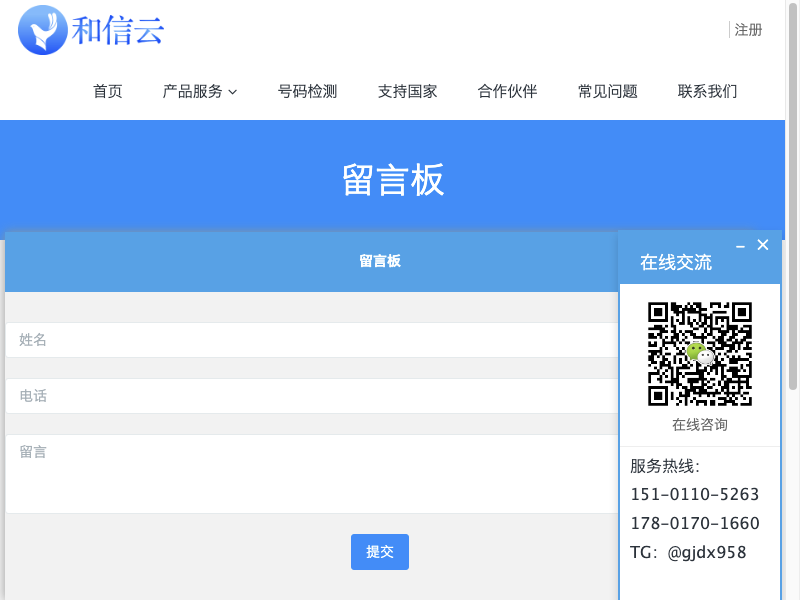 和信云
注册
首页 产品服务 号码检测 支持国家 合作伙伴 常见问题 联系我们
留言板
留言板
姓名
电话
留言
提交
在线交流
在线咨询
服务热线:
151-0110-5263
178-0170-1660
TG: @gjdx958